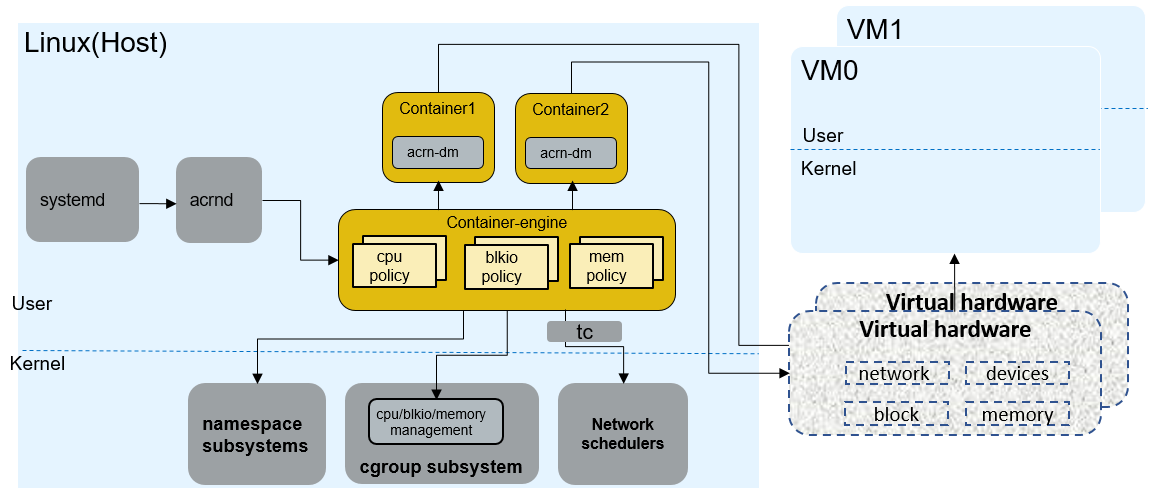 Linux(Host)
VM1
VM0
Container1
Container2
acrn-dm
acrn-dm
User
Kernel
systemd
acrnd
Container-engine
cpu
policy
blkio
policy
mem
policy
User
Kernel
tc
Virtual hardware
Virtual hardware
network
devices
block
memory
namespace
subsystems
cpu/blkio/memory
management
cgroup subsystem
Network
schedulers